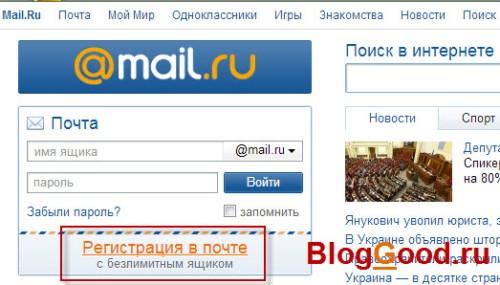 Mail.Ru Почта Мой Мир Одноклассники Игры Знакомства Новости Поиск
@mail.ru
Поиск в интернете
Почта
имя ящика @mail.ru
пароль Войти
Забыли пароль? запомнить
Регистрация в почте
с безлимитным ящиком
Новости Спорт
Депута
Спикер
на 80%
Янукович уволил юриста, з
В Украине объявлено штор
Украина — в десятке стран
BlogGood.ru